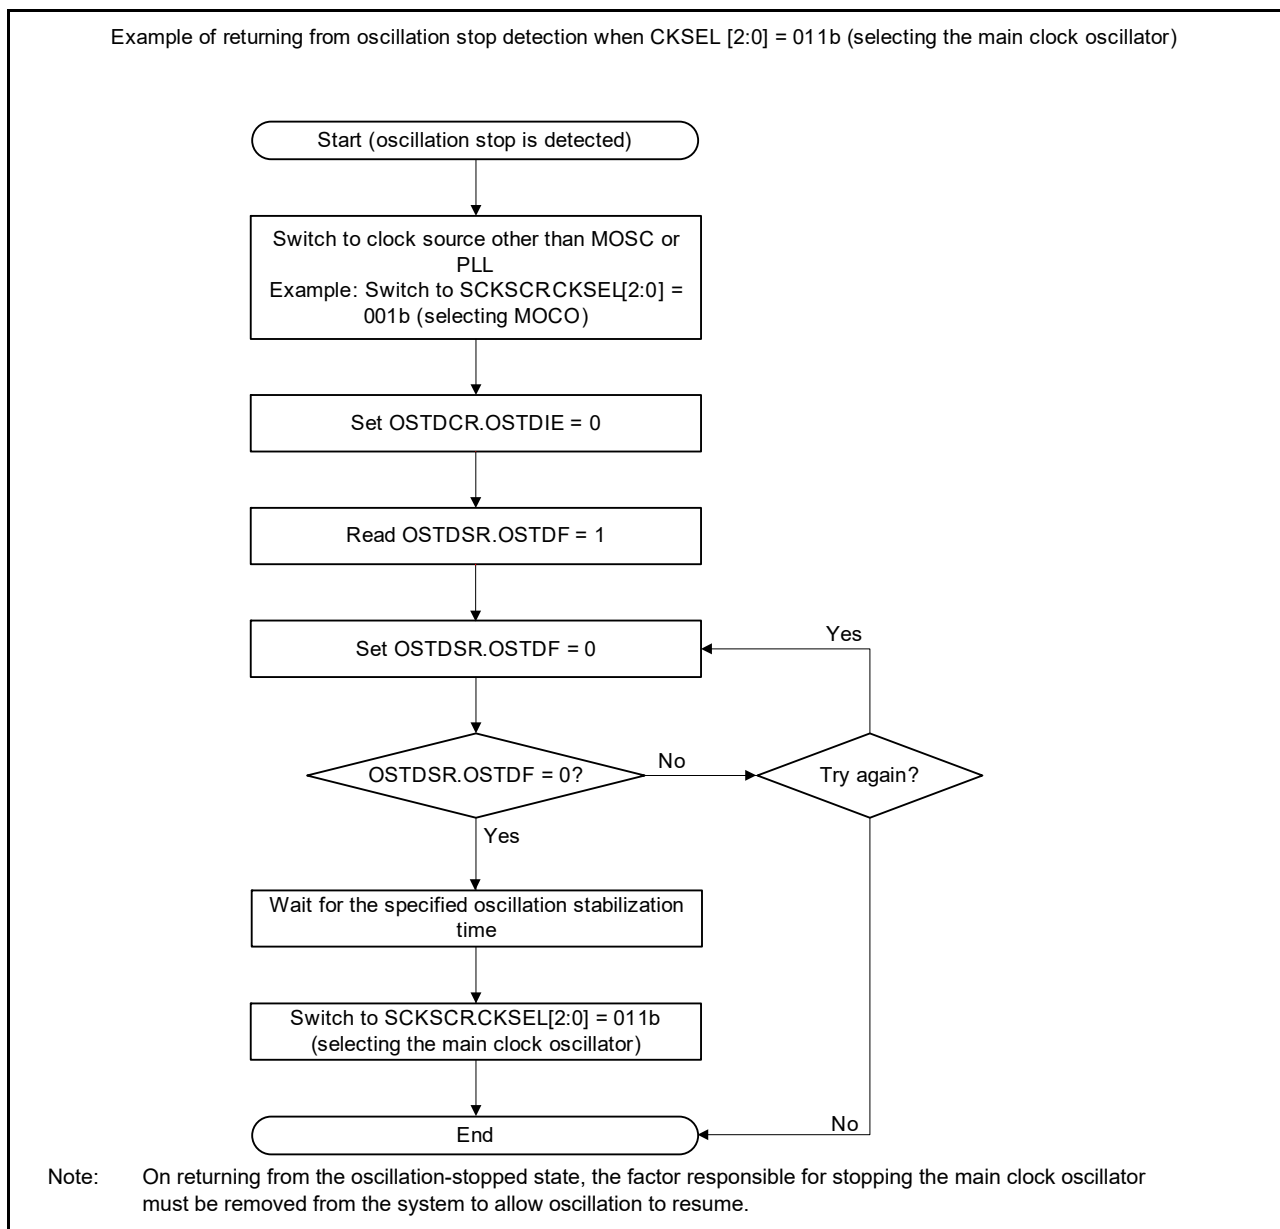 Example of returning from oscillation stop detection when CKSEL [2:0] = 011b (selecting the main clock oscillator)
Start (oscillation stop is detected)
Switch to clock source other than MOSC or
PLL
Example: Switch to SCKSCR.CKSEL[2:0] =
001b (selecting MOCO)
Set OSTDCR.OSTDIE = 0
Read OSTDSR.OSTDF = 1
Set OSTDSR.OSTDF = 0
Yes
OSTDSR.OSTDF = 0?
No
Try again?
Yes
Wait for the specified oscillation stabilization
time
Switch to SCKSCR.CKSEL[2:0] = 011b
(selecting the main clock oscillator)
No
End
Note: On returning from the oscillation-stopped state, the factor responsible for stopping the main clock oscillator
must be removed from the system to allow oscillation to resume.